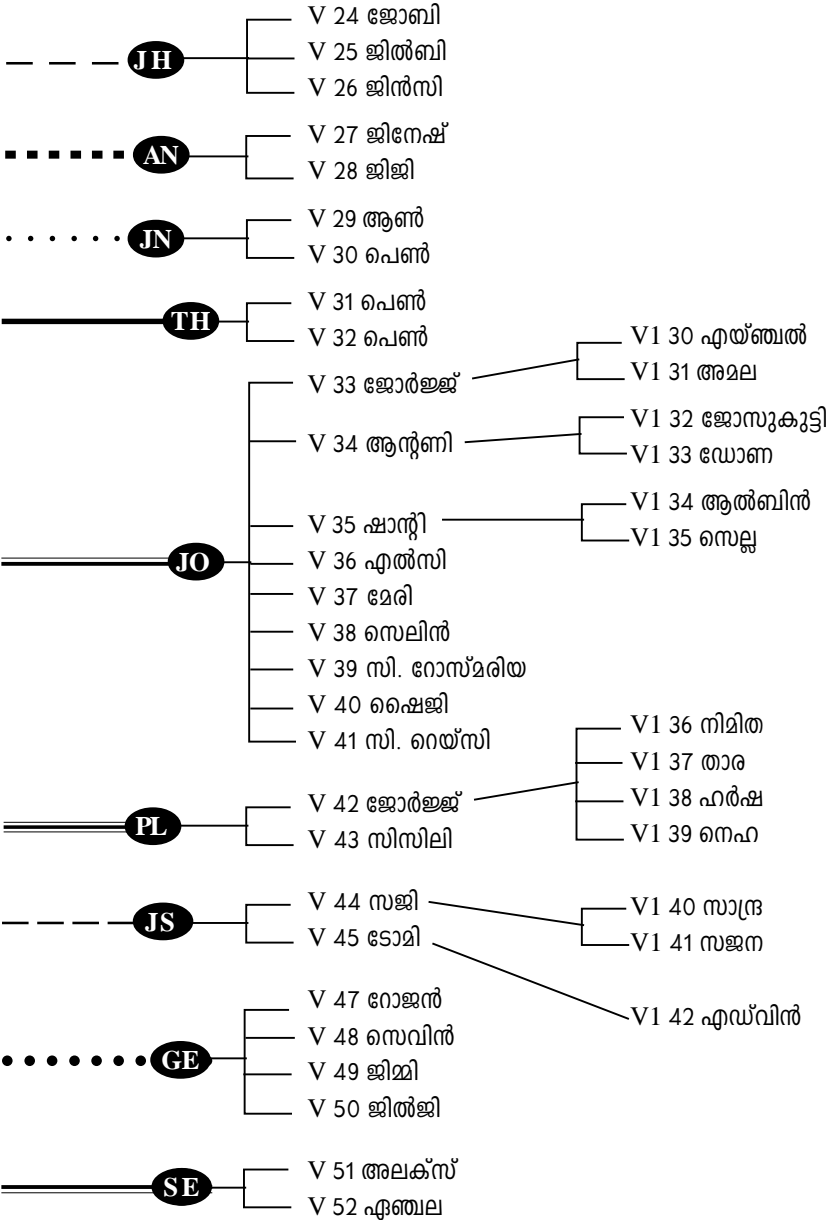 JH
V 24 ജോബി
V 25 ജിൽബി
V 26 ജിൻസി
AN
V 27 ജിനേഷ്
V 28 ജിജി
JN
V 29 ആൺ
V 30 പെൺ
TH
V 31 പെൺ
V 32 പെൺ
JO
V 33 ജോർജ്ജ്
V1 30 എയ്ഞ്ചൽ
V1 31 അമല
V 34 ആന്റണി
V1 32 ജോസുകുട്ടി
V1 33 ഡോണ
V 35 ഷാന്റി
V1 34 ആൽബിൻ
V1 35 സെല്ല
V 36 എൽസി
V 37 മേരി
V 38 സെലിൻ
V 39 സി. റോസ്മരിയ
V 40 ഷൈജി
V 41 സി. റെയ്സി
PL
V 42 ജോർജ്ജ്
V1 36 നിമിത
V1 37 താര
V1 38 ഹർഷ
V1 39 നെഹ
V 43 സിസിലി
JS
V 44 സജി
V1 40 സാന്ദ്ര
V1 41 സജന
V 45 ടോമി
V1 42 എഡ്വിൻ
GE
V 47 റോജൻ
V 48 സെവിൻ
V 49 ജിമ്മി
V 50 ജിൽജി
SE
V 51 അലക്സ്
V 52 ഏഞ്ചല